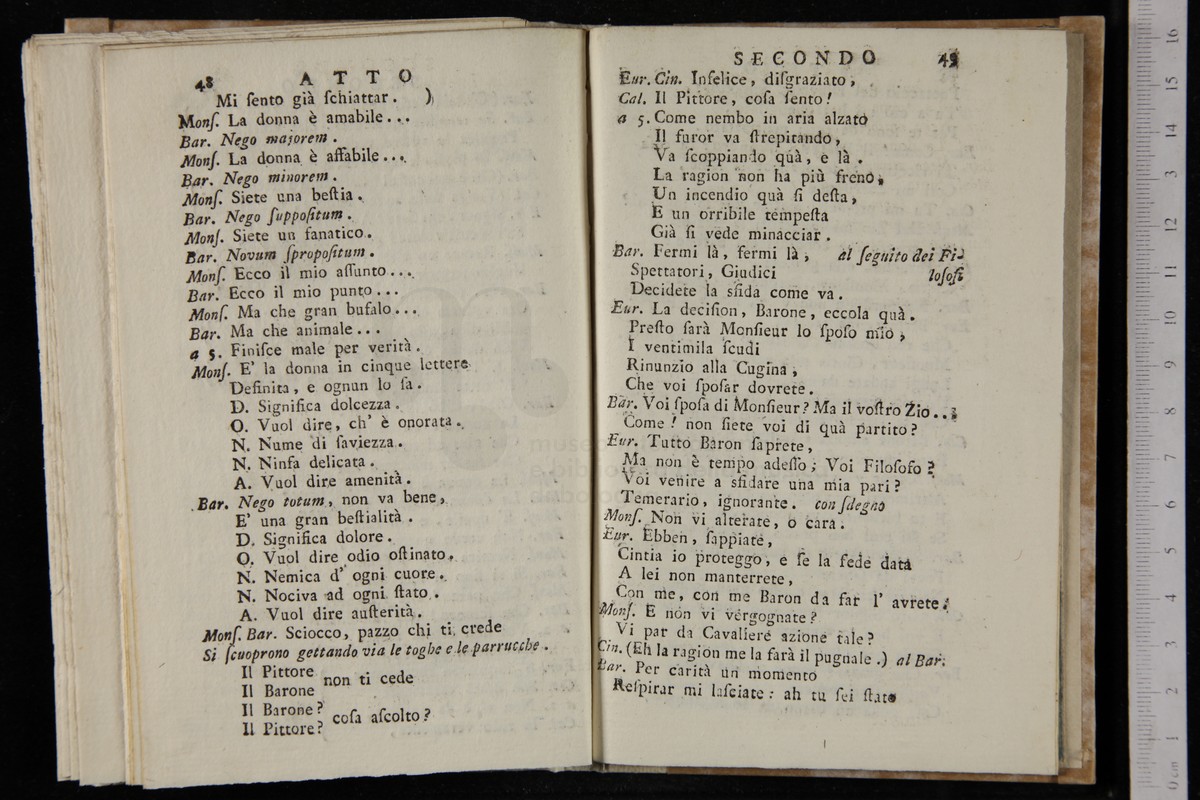 48 ATTO
Mi ſento già ſchiattar. )
Monſ. La donna è amabile...
Bar. Nego majorem.
Monſ. La donna è affabile...
Bar. Nego minorem.
Monſ. Siete una beſtia.
Bar. Nego ſuppoſitum.
Monſ. Siete un fanatico.
Bar. Novum ſpropoſitum.
Monſ. Ecco il mio aſſunto...
Bar. Ecco il mio punto...
Monſ. Ma che gran bufalo...
Bar. Ma che animale...
a 5. Finiſce male per verità.
Monſ. E' la donna in cinque lettere
Definita, e ognun lo ſa.
D. Significa dolcezza.
O. Vuol dire, ch' è onorata.
N. Nume di ſaviezza.
N. Ninfa delicata.
A. Vuol dire amenità.
Bar. Nego totum, non va bene,
E' una gran beſtialità.
D. Significa dolore.
O. Vuol dire odio oſtinato.
N. Nemica d' ogni cuore.
N. Nociva ad ogni ſtato.
A. Vuol dire auſterità.
Monſ. Bar. Sciocco, pazzo chi ti crede
Si ſcuoprono gettando via le toghe e le parrucche.
Il Pittore
Il Barone non ti cede
Il Barone?
Il Pittore? coſa aſcolto?
SECONDO 49
Eur. Cin. Infelice, diſgraziato,
Cal. Il Pittore, coſa ſento!
a 5. Come nembo in aria alzato
Il furor va ſtrepitando,
Va ſcoppiando quà, e là.
La ragion non ha più freno,
Un incendio quà ſi deſta,
E un orribile tempeſta
Già ſi vede minacciar.
Bar. Fermi là, fermi là, al ſeguito dei Fi-
Spettatori, Giudici loſofi
Decidete la sfida come va.
Eur. La deciſion, Barone, eccola quà.
Preſto ſarà Monſieur lo ſpoſo mio,
I ventimila ſcudi
Rinunzio alla Cugina,
Che voi ſpoſar dovrete.
Bar. Voi ſpoſa di Monſieur? Ma il voſtro Zio...
Come! non ſiete voi di quà partito?
Eur. Tutto Baron ſaprete,
Ma non è tempo adeſſo; Voi Filoſofo?
Voi venire a sfidare una mia pari?
Temerario, ignorante. con ſdegno
Monſ. Non vi alterate, o cara.
Eur. Ebben, ſappiate,
Cintia io proteggo, e ſe la fede data
A lei non manterrete,
Con me, con me Baron da far l' avrete.
Monſ. E non vi vergognate?
Vi par da Cavaliere azione tale?
Cin. (Eh la ragion me la farà il pugnale.) al Bar.
Bar. Per carità un momento
Reſpirar mi laſciate: ah tu ſei ſtato